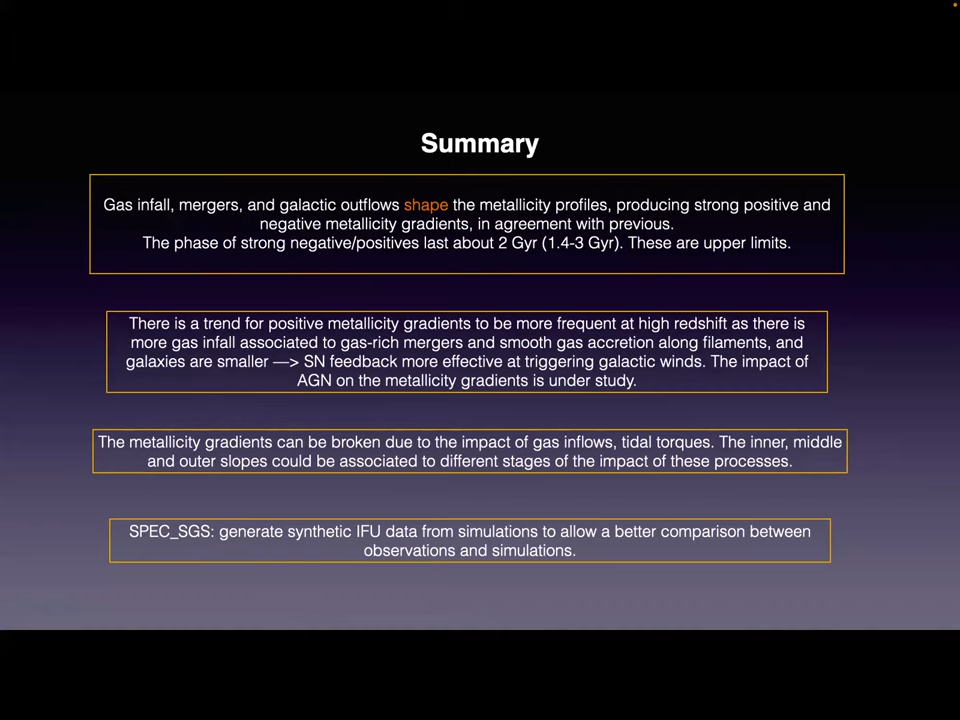 Summary
Gas infall, mergers, and galactic outflows shape the metallicity profiles, producing strong positive and
negative metallicity gradients, in agreement with previous.
The phase of strong negative/positives last about 2 Gyr (1.4-3 Gyr). These are upper limits.
There is a trend for positive metallicity gradients to be more frequent at high redshift as there is
more gas infall associated to gas-rich mergers and smooth gas accretion along filaments, and
galaxies are smaller —> SN feedback more effective at triggering galactic winds. The impact of
AGN on the metallicity gradients is under study.
The metallicity gradients can be broken due to the impact of gas inflows, tidal torques. The inner, middle
and outer slopes could be associated to different stages of the impact of these processes.
SPEC_SGS: generate synthetic IFU data from simulations to allow a better comparison between
observations and simulations.